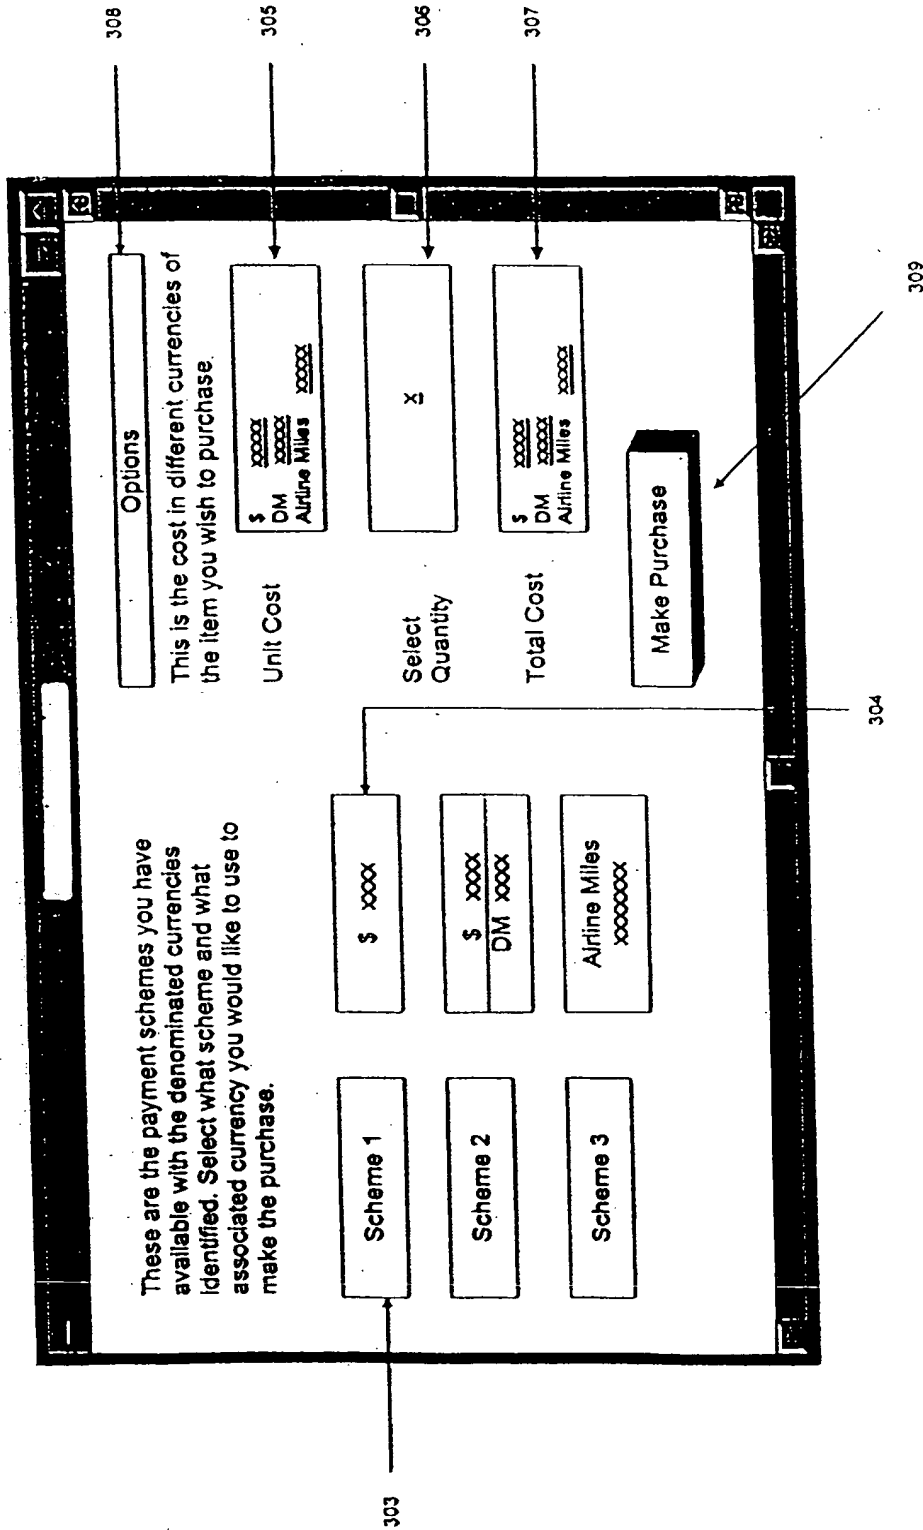 308
305
306
307
Options
This is the cost in different currencies of
the item you wish to purchase.
Unit Cost
$ xxxxx
DM xxxxx
Airline Miles xxxxx
Select
Quantity
x
Total Cost
$ xxxxx
DM xxxxx
Airline Miles xxxxx
Make Purchase
309
These are the payment schemes you have
available with the denominated currencies
identified. Select what scheme and what
associated currency you would like to use to
make the purchase.
Scheme 1
$ xxxx
Scheme 2
$ xxxx
DM xxxx
Scheme 3
Airline Miles
xxxxxxx
303
304